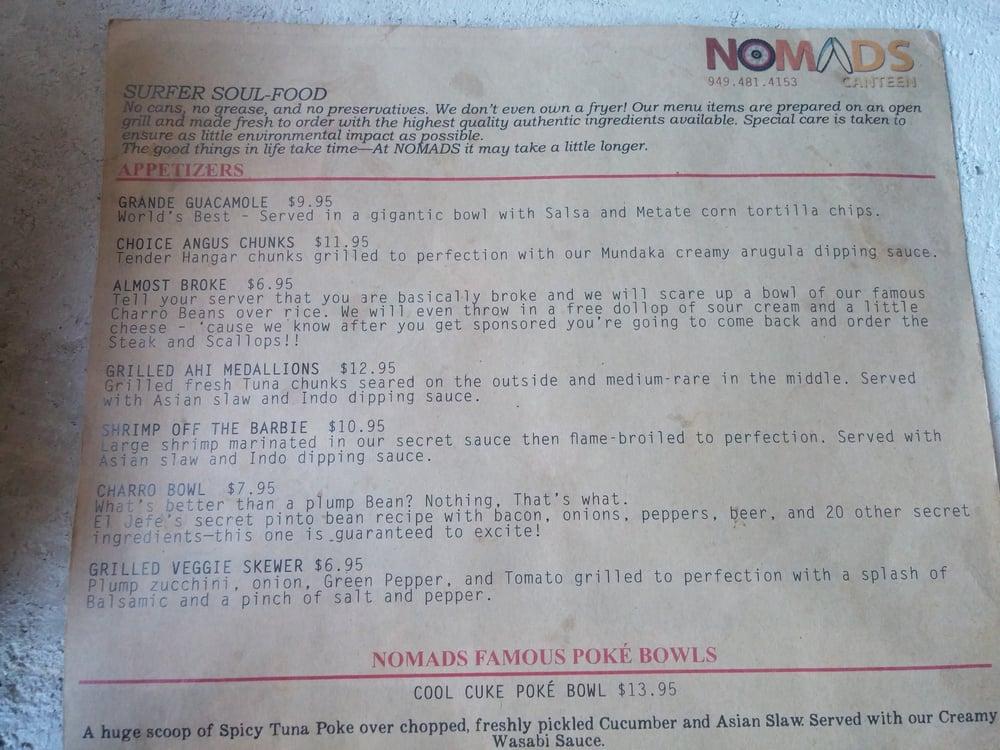 NOMADS
949.481.4153 CANTEEN
SURFER SOUL-FOOD
No cans, no grease, and no preservatives. We don't even own a fryer! Our menu items are prepared on an open
grill and made fresh to order with the highest quality authentic ingredients available. Special care is taken to
ensure as little environmental impact as possible.
The good things in life take time—At NOMADS it may take a little longer.
APPETIZERS
GRANDE GUACAMOLE $9.95
World's Best - Served in a gigantic bowl with Salsa and Metate corn tortilla chips.
CHOICE ANGUS CHUNKS $11.95
Tender Hangar chunks grilled to perfection with our Mundaka creamy arugula dipping sauce.
ALMOST BROKE $6.95
Tell your server that you are basically broke and we will scare up a bowl of our famous
Charro Beans over rice. We will even throw in a free dollop of sour cream and a little
cheese - 'cause we know after you get sponsored you're going to come back and order the
Steak and Scallops!!
GRILLED AHI MEDALLIONS $12.95
Grilled fresh Tuna chunks seared on the outside and medium-rare in the middle. Served
with Asian slaw and Indo dipping sauce.
SHRIMP OFF THE BARBIE $10.95
Large shrimp marinated in our secret sauce then flame-broiled to perfection. Served with
Asian slaw and Indo dipping sauce.
CHARRO BOWL $7.95
What's better than a plump Bean? Nothing, That's what.
El Jefe's secret pinto bean recipe with bacon, onions, peppers, beer, and 20 other secret
ingredients—this one is guaranteed to excite!
GRILLED VEGGIE SKEWER $6.95
Plump zucchini, onion, Green Pepper, and Tomato grilled to perfection with a splash of
Balsamic and a pinch of salt and pepper.
NOMADS FAMOUS POKÉ BOWLS
COOL CUKE POKÉ BOWL $13.95
A huge scoop of Spicy Tuna Poke over chopped, freshly pickled Cucumber and Asian Slaw. Served with our Creamy
Wasabi Sauce.